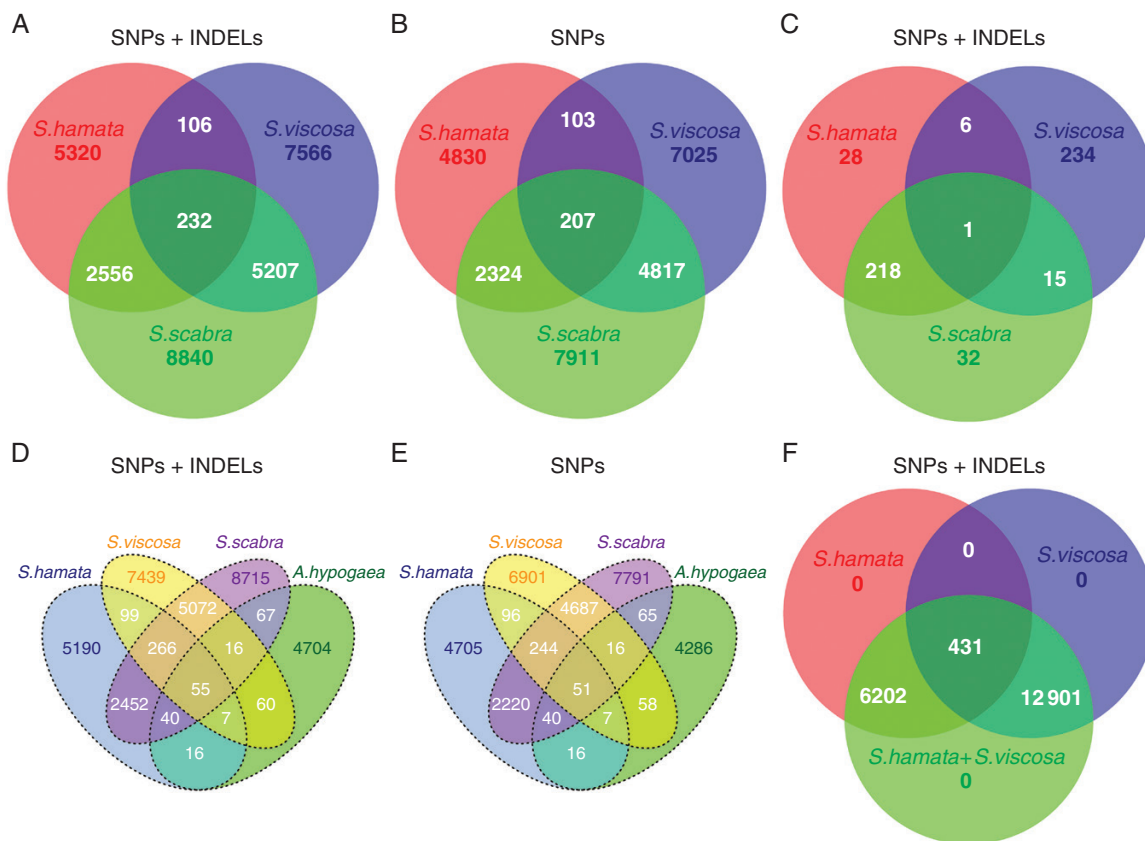 A
SNPs + INDELs
S.hamata
5320
106
S.viscosa
7566
232
2556
5207
S.scabra
8840
B
SNPs
S.hamata
4830
103
S.viscosa
7025
207
2324
4817
S.scabra
7911
C
SNPs + INDELs
S.hamata
28
6
S.viscosa
234
1
218
15
S.scabra
32
D
SNPs + INDELs
S.viscosa
S.scabra
S.hamata
A.hypogaea
7439
8715
99
5072
67
5190
266
16
4704
55
2452
40
7
60
16
E
SNPs
S.viscosa
S.scabra
S.hamata
A.hypogaea
6901
7791
96
4687
65
4705
244
16
4286
51
2220
40
7
58
16
F
SNPs + INDELs
S.hamata
0
0
S.viscosa
0
431
6202
12 901
S.hamata+S.viscosa
0